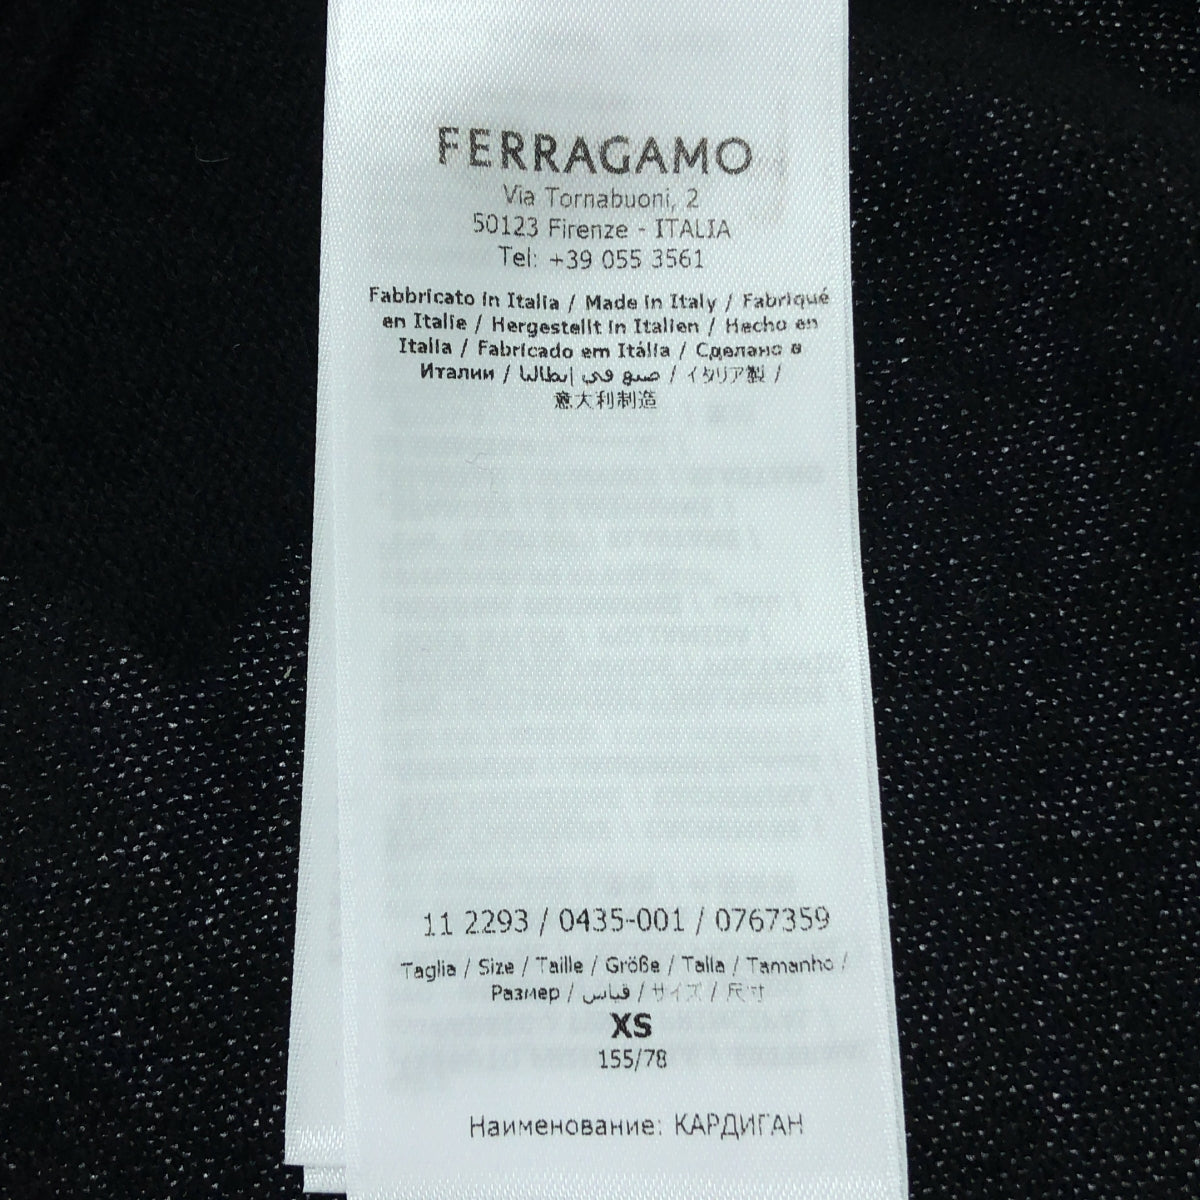 FERRAGAMO
Via Tornabuoni, 2
50123 Firenze - ITALIA
Tel: +39 055 3561
Fabbricato in Italia / Made in Italy / Fabriqué
en Italie / Hergestellt in Italien / Hecho en
Italia / Fabricado em Itália / Сделано в
Италии / صنع في إيطاليا / イタリア製 /
意大利制造
11 2293 / 0435-001 / 0767359
Taglia / Size / Taille / Größe / Talla / Tamanho /
Размер / قياس / サイズ / 尺寸
XS
155/78
Наименование: КАРДИГАН